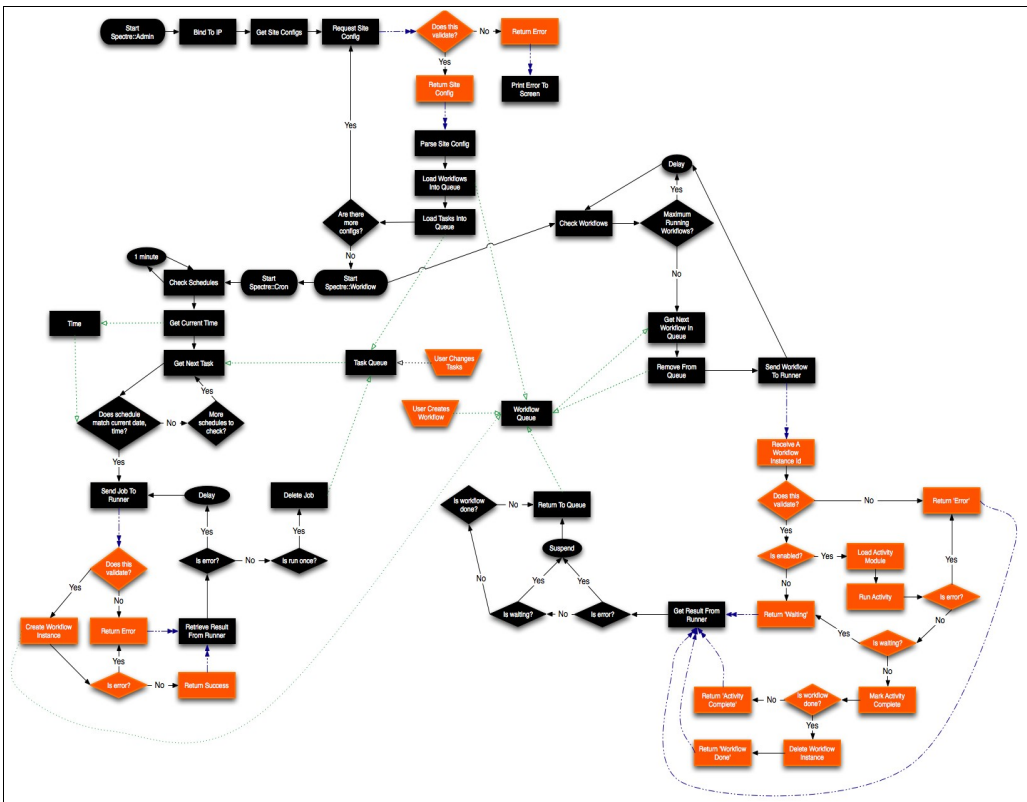 Start
Spectre::Admin
Bind To IP
Get Site Configs
Request Site
Config
Does this
validate?
No
Return Error
Yes
Return Site
Config
Print Error To
Screen
Yes
Parse Site Config
Load Workflows
Into Queue
Load Tasks Into
Queue
Are there
more
configs?
No
Delay
Yes
Check Workflows
Maximum
Running
Workflows?
No
1 minute
Check Schedules
Start
Spectre::Cron
Start
Spectre::Workflow
Time
Get Current Time
Get Next
Workflow In
Queue
Get Next Task
Task Queue
User Changes
Tasks
Remove From
Queue
Send Workflow
To Runner
Yes
Does schedule
match current date,
time?
No
More
schedules to
check?
User Creates
Workflow
Workflow
Queue
Yes
Receive A
Workflow
Instance Id
Send Job To
Runner
Delay
Delete Job
Is workflow
done?
No
Return To Queue
Does this
validate?
No
Return 'Error'
Yes
Yes
Suspend
Yes
Is enabled?
Yes
Load Activity
Module
Yes
Does this
validate?
Is error?
No
Is run once?
Yes
No
Yes
Yes
No
Run Activity
Is error?
Yes
No
Is waiting?
No
Is error?
Get Result From
Runner
Return 'Waiting'
No
Create Workflow
Instance
Return Error
Retrieve Result
From Runner
Yes
Is waiting?
Yes
No
Is error?
No
Return Success
Return 'Activity
Complete'
No
Is workflow
done?
Mark Activity
Complete
Yes
Return 'Workflow
Done'
Delete Workflow
Instance